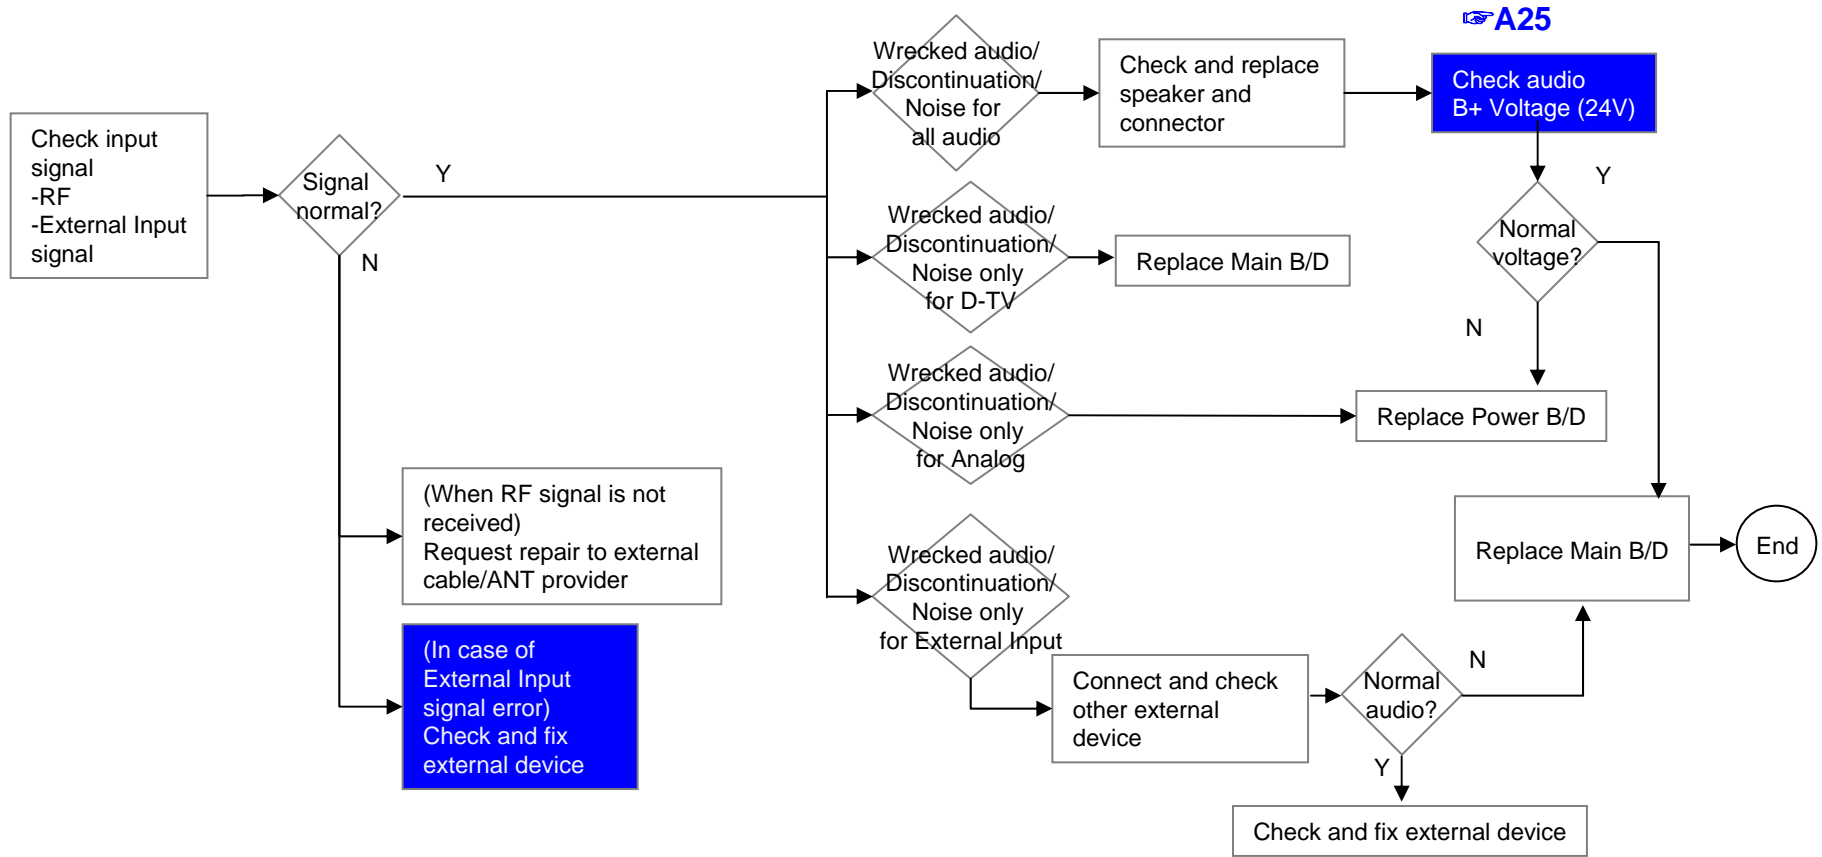 ☞A25
Check input
signal
-RF
-External Input
signal
Signal
normal?
Y
N
(When RF signal is not
received)
Request repair to external
cable/ANT provider
(In case of
External Input
signal error)
Check and fix
external device
Wrecked audio/
Discontinuation/
Noise for
all audio
Check and replace
speaker and
connector
Check audio
B+ Voltage (24V)
Y
Normal
voltage?
N
Wrecked audio/
Discontinuation/
Noise only
for D-TV
Replace Main B/D
Wrecked audio/
Discontinuation/
Noise only
for Analog
Replace Power B/D
Wrecked audio/
Discontinuation/
Noise only
for External Input
Connect and check
other external
device
Normal
audio?
N
Y
Check and fix external device
Replace Main B/D
End